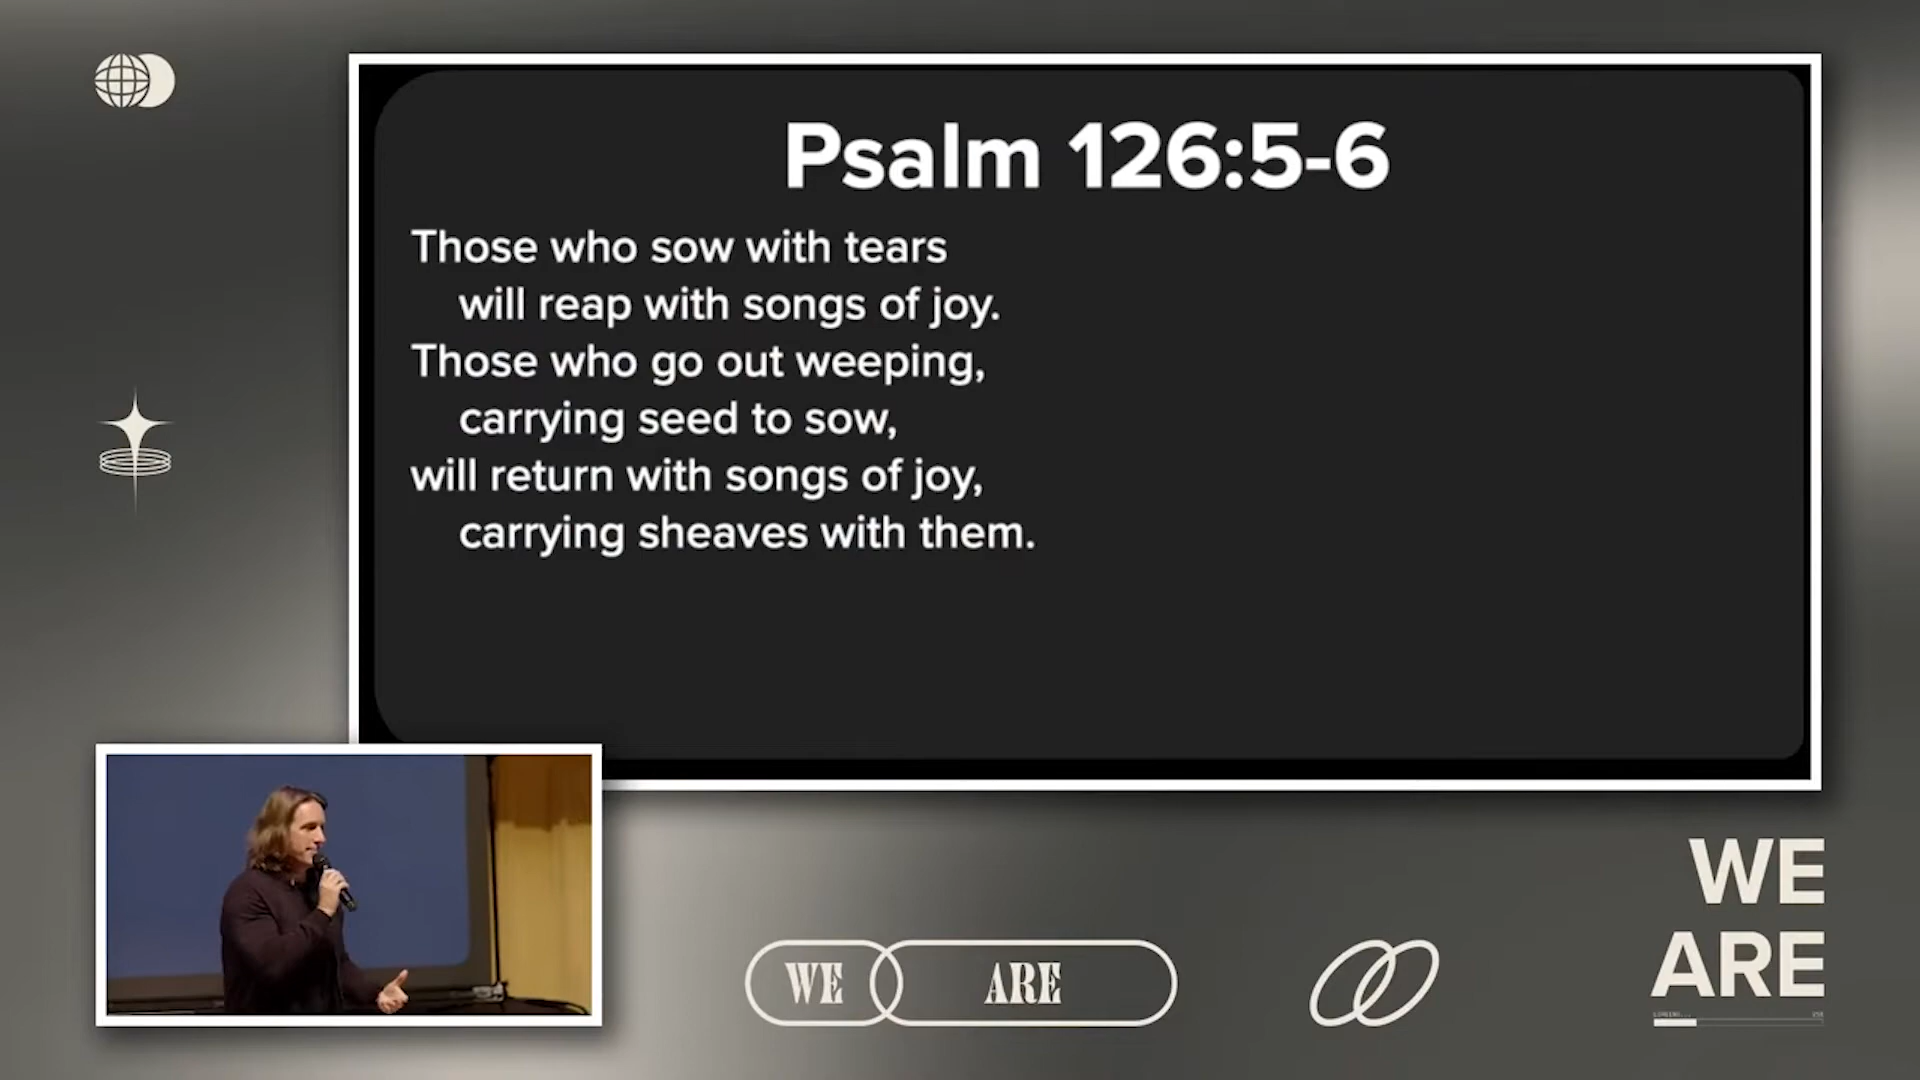 Psalm 126:5-6
Those who sow with tears
will reap with songs of joy.
Those who go out weeping,
carrying seed to sow,
will return with songs of joy,
carrying sheaves with them.
WE ARE
WE
ARE